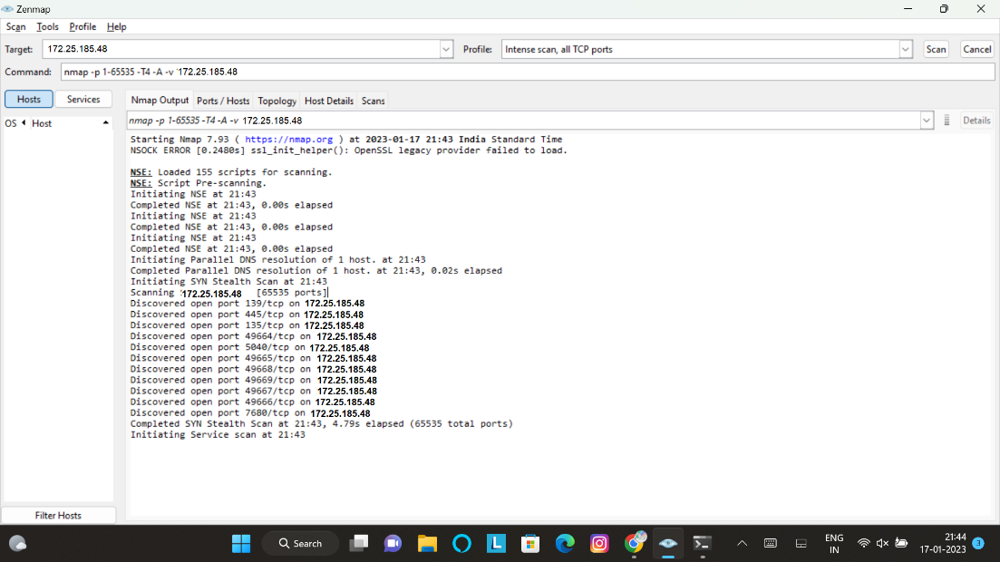 Zenmap
Scan Tools Profile Help
Target: 172.25.185.48 Profile: Intense scan, all TCP ports Scan Cancel
Command: nmap -p 1-65535 -T4 -A -v 172.25.185.48
Hosts Services Nmap Output Ports / Hosts Topology Host Details Scans
OS Host nmap -p 1-65535 -T4 -A -v 172.25.185.48 Details
Starting Nmap 7.93 ( https://nmap.org ) at 2023-01-17 21:43 India Standard Time
NSOCK ERROR [0.2480s] ssl_init_helper(): OpenSSL legacy provider failed to load.
NSE: Loaded 155 scripts for scanning.
NSE: Script Pre-scanning.
Initiating NSE at 21:43
Completed NSE at 21:43, 0.00s elapsed
Initiating NSE at 21:43
Completed NSE at 21:43, 0.00s elapsed
Initiating NSE at 21:43
Completed NSE at 21:43, 0.00s elapsed
Initiating Parallel DNS resolution of 1 host. at 21:43
Completed Parallel DNS resolution of 1 host. at 21:43, 0.02s elapsed
Initiating SYN Stealth Scan at 21:43
Scanning 172.25.185.48 [65535 ports]
Discovered open port 139/tcp on 172.25.185.48
Discovered open port 445/tcp on 172.25.185.48
Discovered open port 135/tcp on 172.25.185.48
Discovered open port 49664/tcp on 172.25.185.48
Discovered open port 5040/tcp on 172.25.185.48
Discovered open port 49665/tcp on 172.25.185.48
Discovered open port 49668/tcp on 172.25.185.48
Discovered open port 49669/tcp on 172.25.185.48
Discovered open port 49667/tcp on 172.25.185.48
Discovered open port 49666/tcp on 172.25.185.48
Discovered open port 7680/tcp on 172.25.185.48
Completed SYN Stealth Scan at 21:43, 4.79s elapsed (65535 total ports)
Initiating Service scan at 21:43
Filter Hosts
Search L ENG IN 21:44 17-01-2023 3